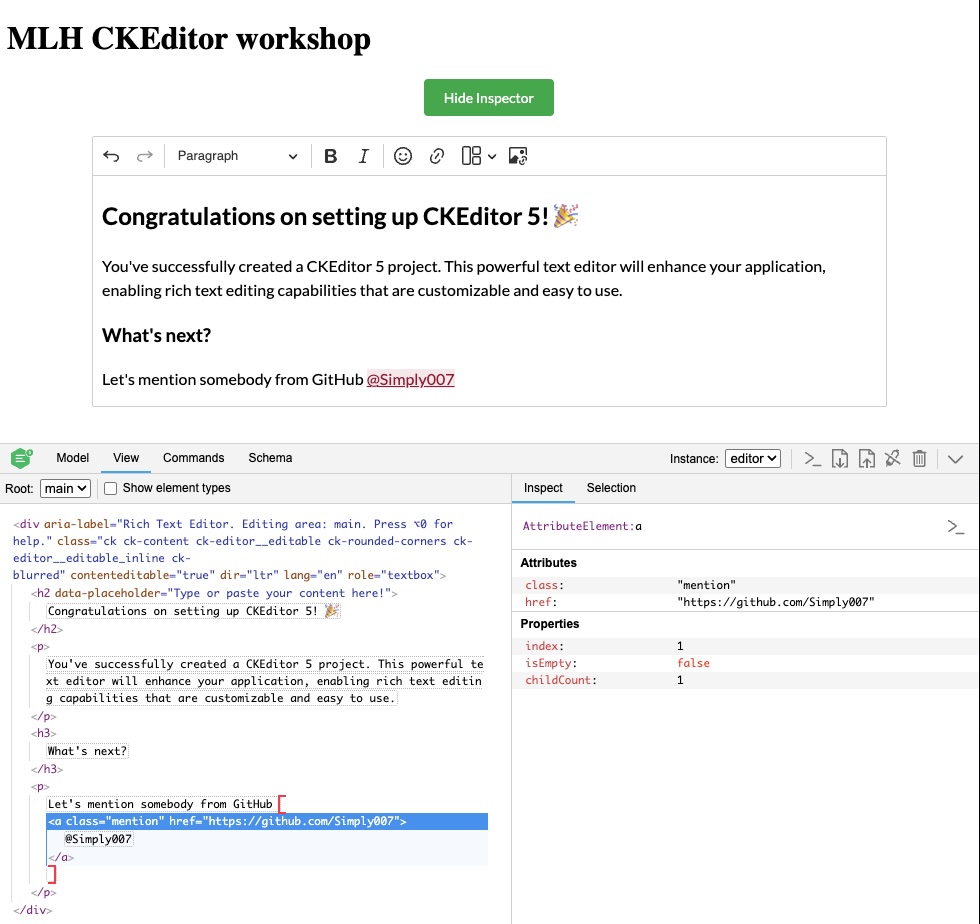 MLH CKEditor workshop
Hide Inspector
Paragraph B I
Congratulations on setting up CKEditor 5! 🎉
You've successfully created a CKEditor 5 project. This powerful text editor will enhance your application,
enabling rich text editing capabilities that are customizable and easy to use.
What's next?
Let's mention somebody from GitHub @Simply007
Model View Commands Schema Instance: editor
Root: main Show element types
<div aria-label="Rich Text Editor. Editing area: main. Press ⌥0 for
help." class="ck ck-content ck-editor__editable ck-rounded-corners ck-
editor__editable_inline ck-
blurred" contenteditable="true" dir="ltr" lang="en" role="textbox">
<h2 data-placeholder="Type or paste your content here!">
Congratulations on setting up CKEditor 5! 🎉
</h2>
<p>
You've successfully created a CKEditor 5 project. This powerful te
xt editor will enhance your application, enabling rich text editin
g capabilities that are customizable and easy to use.
</p>
<h3>
What's next?
</h3>
<p>
Let's mention somebody from GitHub [
<a class="mention" href="https://github.com/Simply007">
@Simply007
</a>
]
</p>
</div>
Inspect Selection
AttributeElement:a
Attributes
class: "mention"
href: "https://github.com/Simply007"
Properties
index: 1
isEmpty: false
childCount: 1